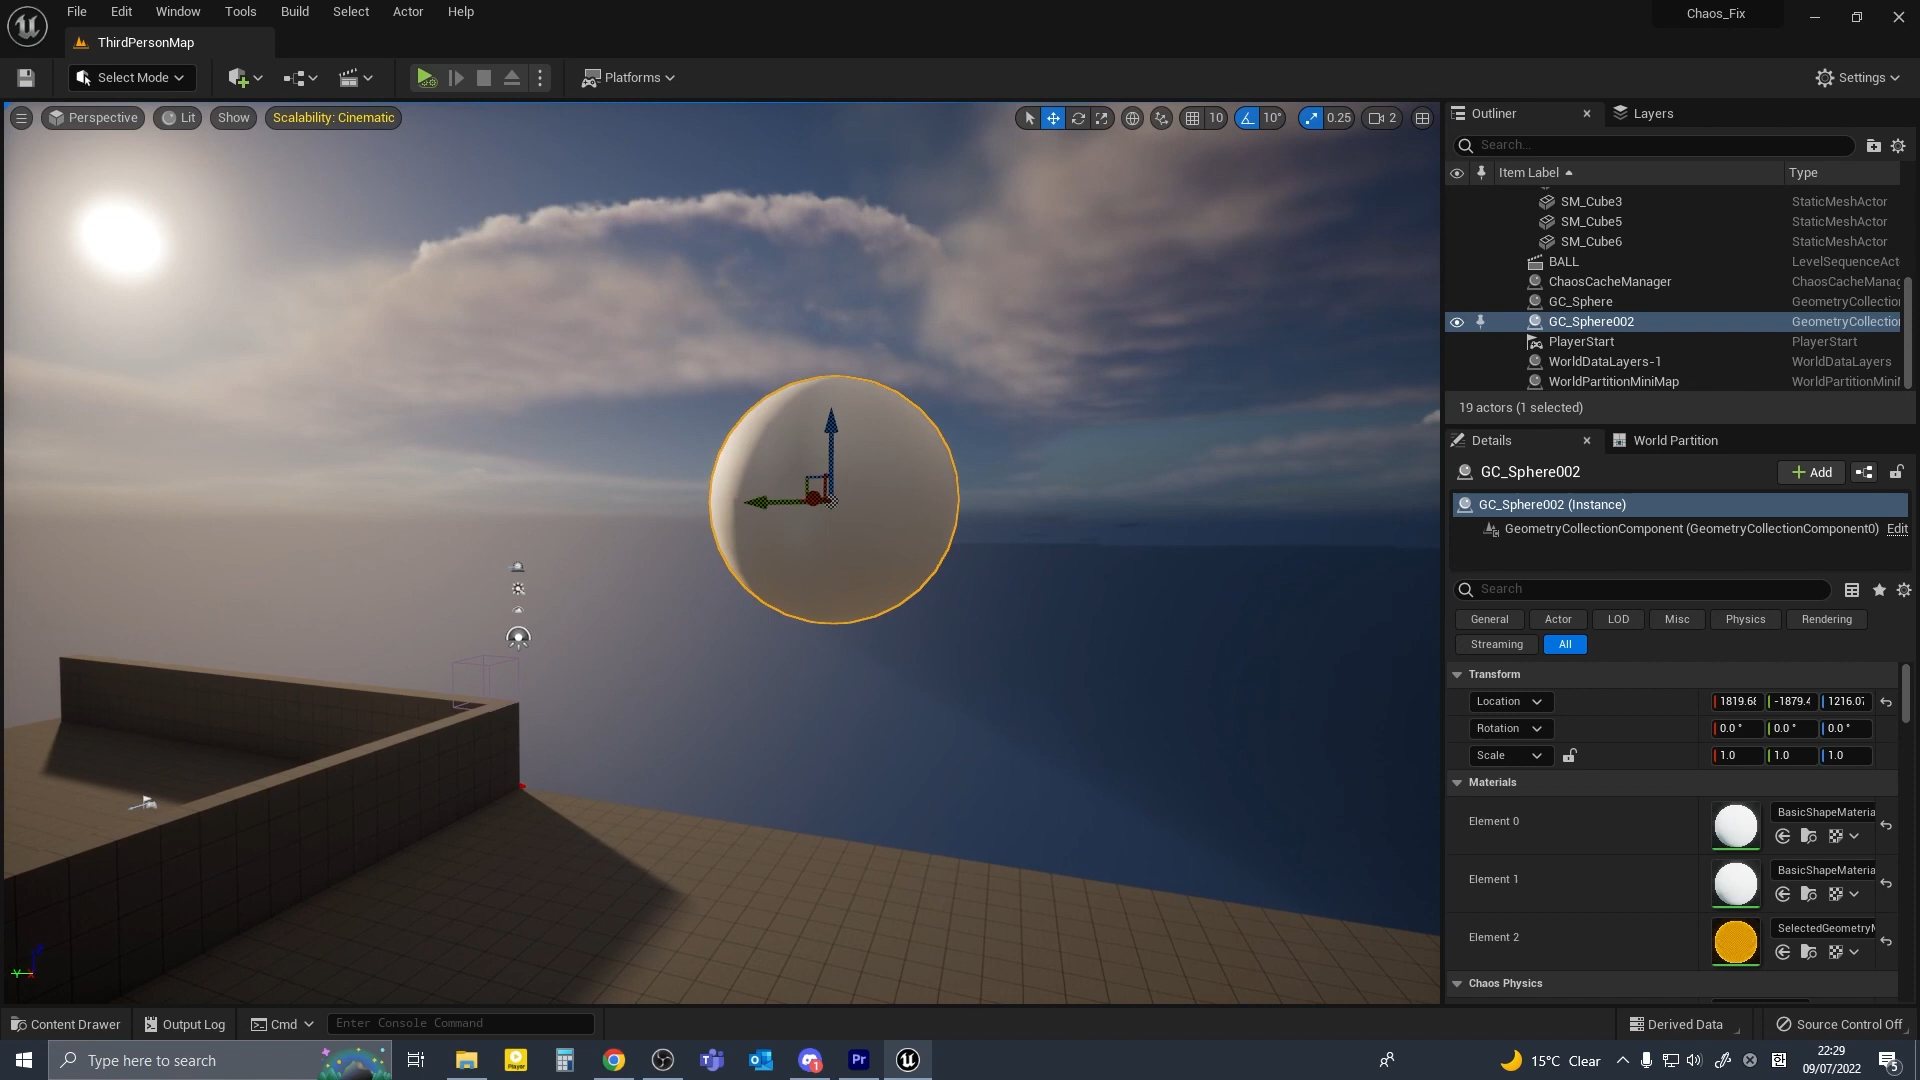 File Edit Window Tools Build Select Actor Help
Chaos_Fix
ThirdPersonMap
Select Mode
Platforms
Settings
Perspective Lit Show Scalability: Cinematic
10 10° 0.25 2
Outliner
Layers
Search...
Item Label Type
SM_Cube3 StaticMeshActor
SM_Cube5 StaticMeshActor
SM_Cube6 StaticMeshActor
BALL LevelSequenceAct
ChaosCacheManager ChaosCacheManag
GC_Sphere GeometryCollection
GC_Sphere002 GeometryCollection
PlayerStart PlayerStart
WorldDataLayers-1 WorldDataLayers
WorldPartitionMiniMap WorldPartitionMini
19 actors (1 selected)
Details
World Partition
GC_Sphere002
Add
GC_Sphere002 (Instance)
GeometryCollectionComponent (GeometryCollectionComponent0) Edit
Search
General Actor LOD Misc Physics Rendering
Streaming All
Transform
Location 1819.68 -1879.4 1216.07
Rotation 0.0 ° 0.0 ° 0.0 °
Scale 1.0 1.0 1.0
Materials
Element 0 BasicShapeMateria
Element 1 BasicShapeMateria
Element 2 SelectedGeometry
Chaos Physics
Content Drawer Output Log Cmd Enter Console Command
Derived Data Source Control Off
Type here to search
Player
Pr
15°C Clear
22:29
09/07/2022
5